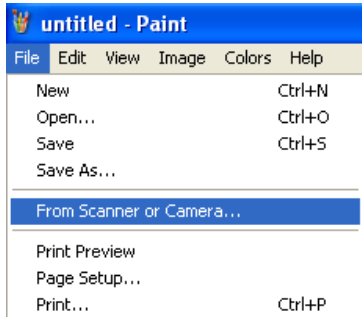 untitled - Paint
File Edit View Image Colors Help
New Ctrl+N
Open... Ctrl+O
Save Ctrl+S
Save As...
From Scanner or Camera...
Print Preview
Page Setup...
Print... Ctrl+P